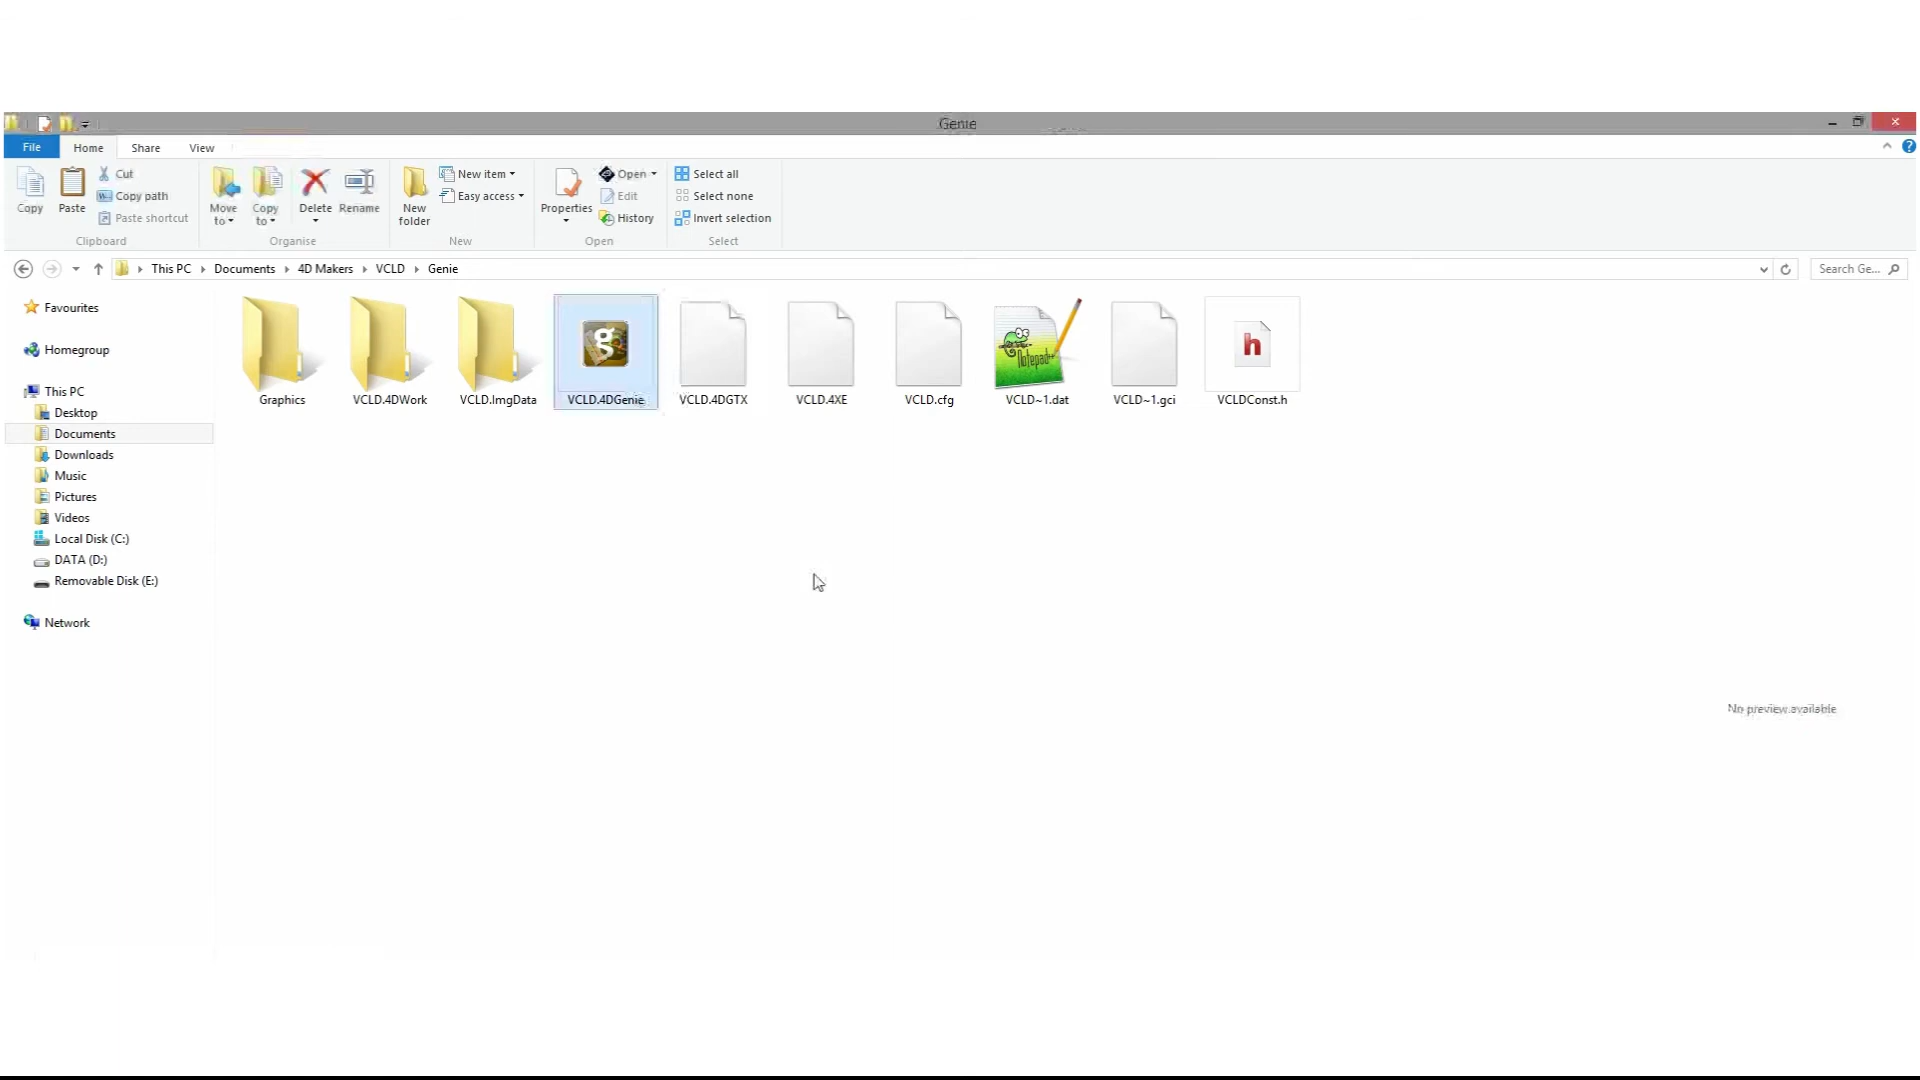 Genie
File Home Share View
Copy
Paste
Cut
Copy path
Paste shortcut
Clipboard
Move to
Copy to
Delete
Rename
Organise
New folder
New item
Easy access
New
Properties
Open
Edit
History
Open
Select all
Select none
Invert selection
Select
This PC Documents 4D Makers VCLD Genie
Search Ge...
Favourites
Homegroup
This PC
Desktop
Documents
Downloads
Music
Pictures
Videos
Local Disk (C:)
DATA (D:)
Removable Disk (E:)
Network
g
Notepad++
h
Graphics
VCLD.4DWork
VCLD.ImgData
VCLD.4DGenie
VCLD.4DGTX
VCLD.4XE
VCLD.cfg
VCLD~1.dat
VCLD~1.gci
VCLDConst.h
No preview available